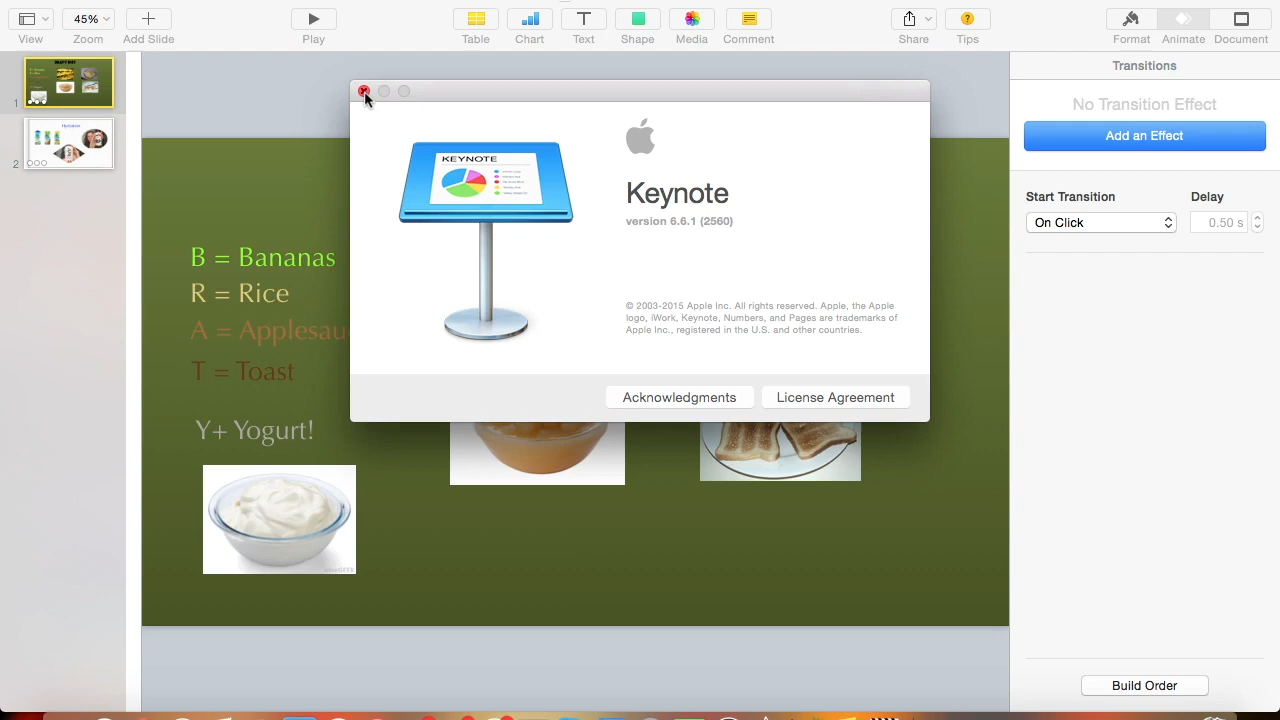 View
45%
Zoom
Add Slide
Play
Table
Chart
Text
Shape
Media
Comment
Share
Tips
Format
Animate
Document
Transitions
No Transition Effect
Add an Effect
Start Transition
Delay
On Click
0.50 s
Build Order
1
2
KEYNOTE
Keynote
version 6.6.1 (2560)
© 2003-2015 Apple Inc. All rights reserved. Apple, the Apple
logo, iWork, Keynote, Numbers, and Pages are trademarks of
Apple Inc., registered in the U.S. and other countries.
Acknowledgments
License Agreement
B = Bananas
R = Rice
A = Applesau
T = Toast
Y+ Yogurt!